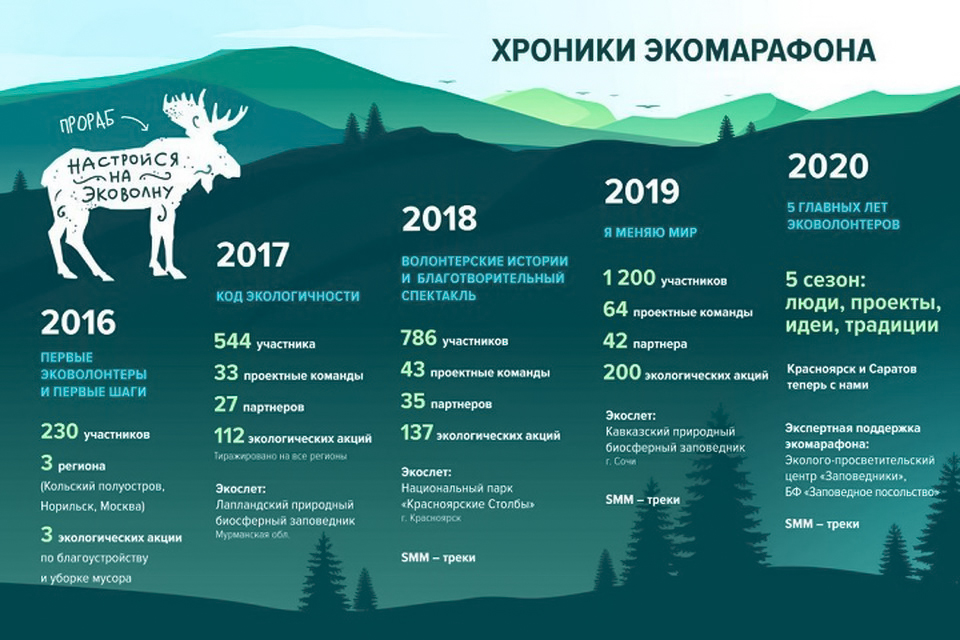 ХРОНИКИ ЭКОМАРАФОНА
ПРОРАБ
НАСТРОЙСЯ
НА
ЭКОВОЛНУ
2016
ПЕРВЫЕ
ЭКОВОЛОНТЕРЫ
И ПЕРВЫЕ ШАГИ
230 участников
3 региона
(Кольский полуостров,
Норильск, Москва)
3 экологических акции
по благоустройству
и уборке мусора
2017
КОД ЭКОЛОГИЧНОСТИ
544 участника
33 проектные команды
27 партнеров
112 экологических акций
Тиражировано на все регионы
Экослет:
Лапландский природный
биосферный заповедник
Мурманская обл.
2018
ВОЛОНТЕРСКИЕ ИСТОРИИ
И БЛАГОТВОРИТЕЛЬНЫЙ
СПЕКТАКЛЬ
786 участников
43 проектные команды
35 партнеров
137 экологических акций
Экослет:
Национальный парк
«Красноярские Столбы»
г. Красноярск
SMM – треки
2019
Я МЕНЯЮ МИР
1 200 участников
64 проектные команды
42 партнера
200 экологических акций
Экослет:
Кавказский природный
биосферный заповедник
г. Сочи
SMM – треки
2020
5 ГЛАВНЫХ ЛЕТ
ЭКОВОЛОНТЕРОВ
5 сезон:
люди, проекты,
идеи, традиции
Красноярск и Саратов
теперь с нами
Экспертная поддержка
экомарафона:
Эколого-просветительский
центр «Заповедники»,
БФ «Заповедное посольство»
SMM – треки